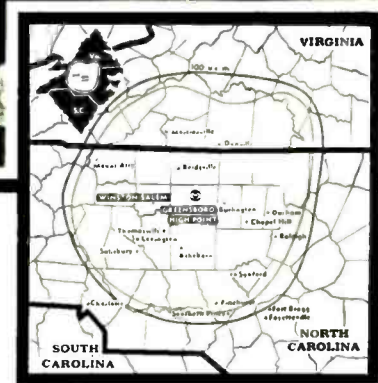 VIRGINIA
100 u.v. m.
Martinsville
Danville
Mount Airy
Reidsville
WINSTON-SALEM
GREENSBORO
Burlington
Durham
HIGH POINT
Chapel Hill
Thomasville
Lexington
Raleigh
Salisbury
Asheboro
Sanford
Charlotte
Pinehurst
Southern Pines
Fort Bragg
Fayetteville
NORTH
CAROLINA
SOUTH
CAROLINA
S.C.